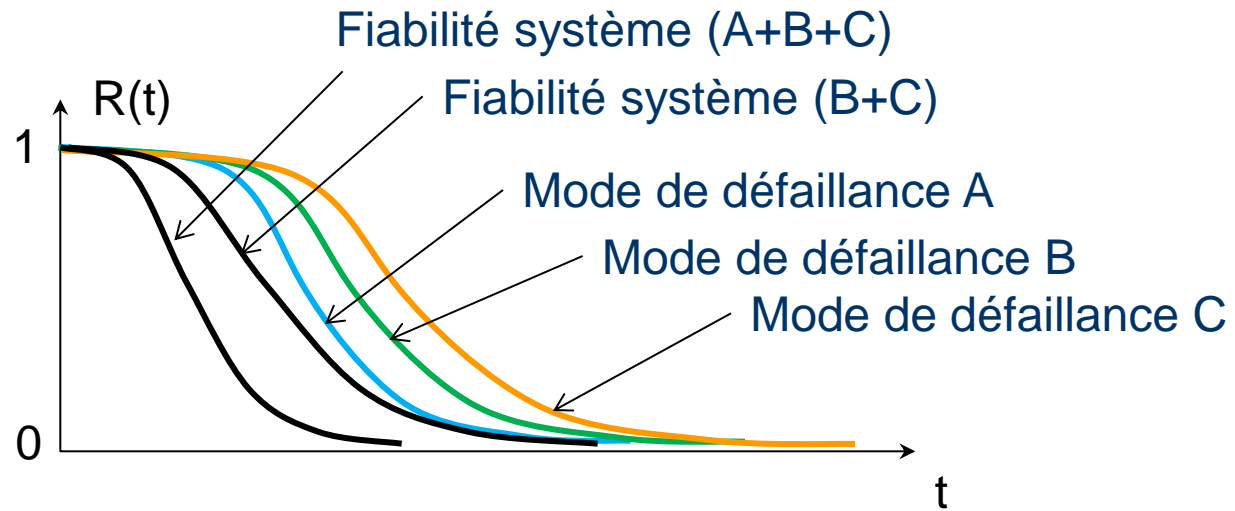 Fiabilité système (A+B+C)
R(t)
Fiabilité système (B+C)
1
Mode de défaillance A
Mode de défaillance B
Mode de défaillance C
0
t